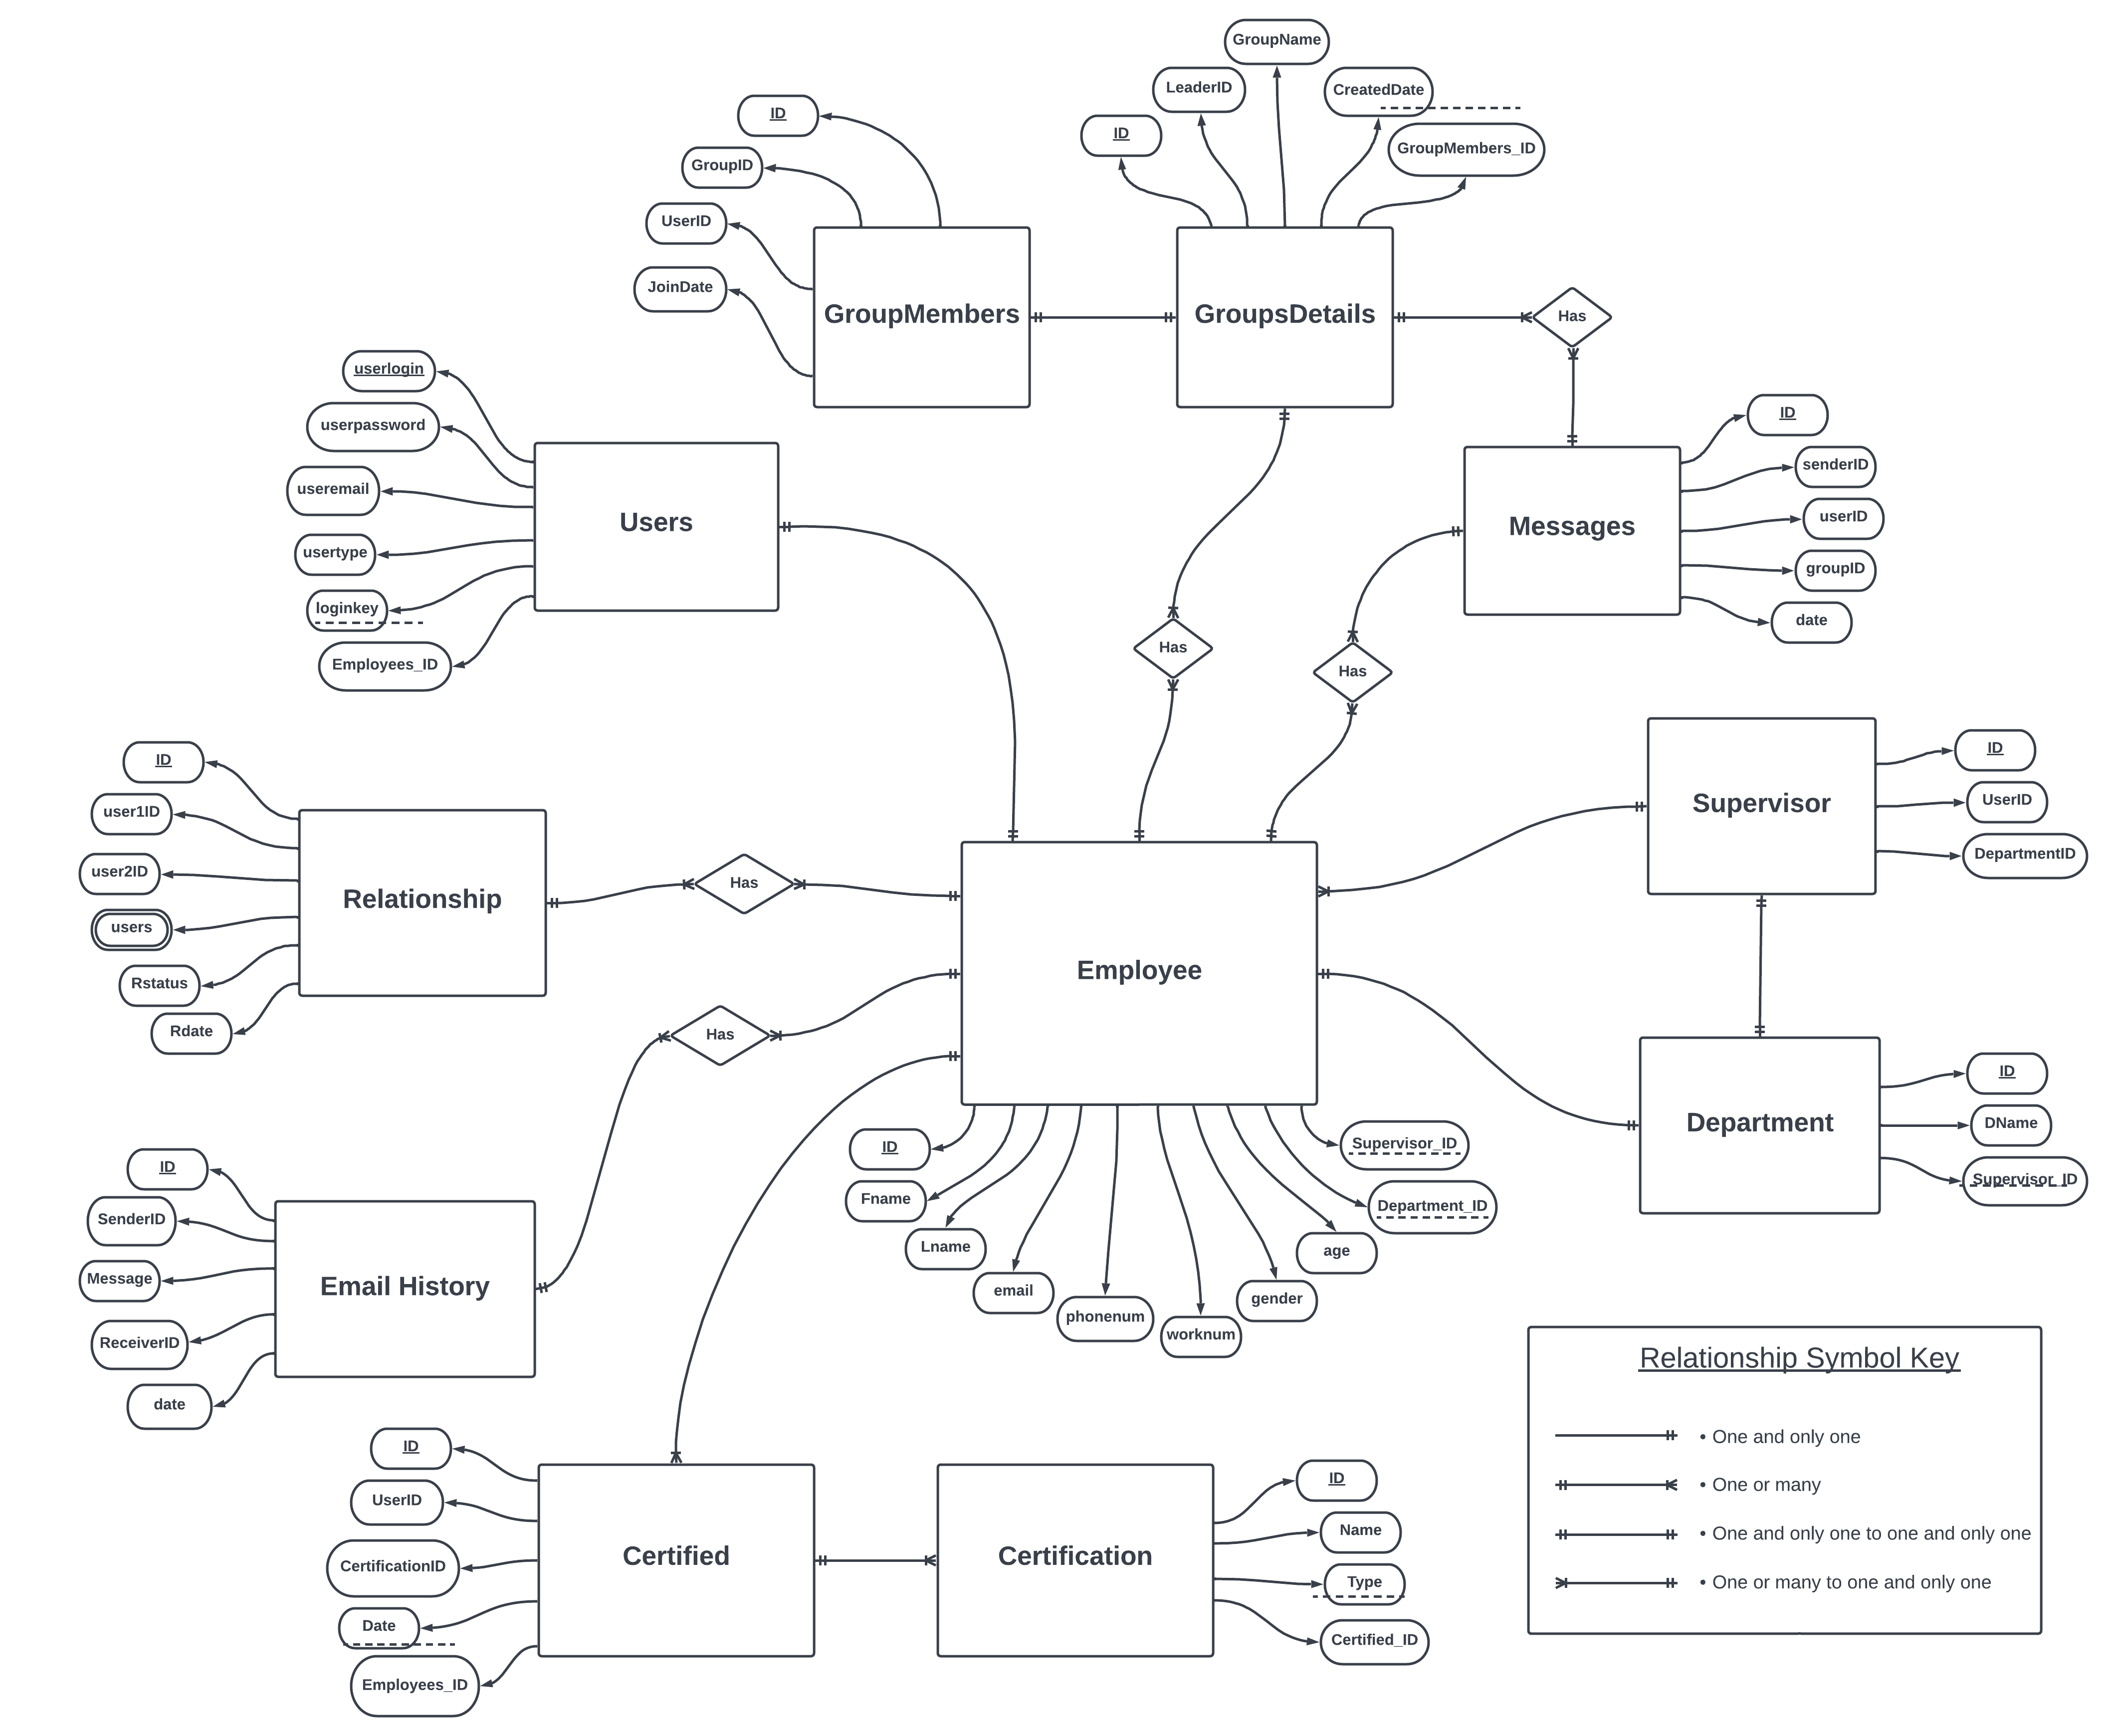 GroupName
LeaderID
CreatedDate
ID
GroupMembers_ID
ID
GroupID
UserID
JoinDate
GroupMembers
GroupsDetails
Has
userlogin
userpassword
useremail
usertype
loginkey
Employees_ID
Users
Messages
ID
senderID
userID
groupID
date
Has
Has
Supervisor
ID
UserID
DepartmentID
ID
user1ID
user2ID
users
Rstatus
Rdate
Relationship
Has
Employee
Has
Department
ID
DName
Supervisor_ID
ID
Fname
Lname
email
phonenum
worknum
gender
age
Department_ID
Supervisor_ID
ID
SenderID
Message
ReceiverID
date
Email History
Relationship Symbol Key
• One and only one
• One or many
• One and only one to one and only one
• One or many to one and only one
ID
UserID
CertificationID
Date
Employees_ID
Certified
Certification
ID
Name
Type
Certified_ID